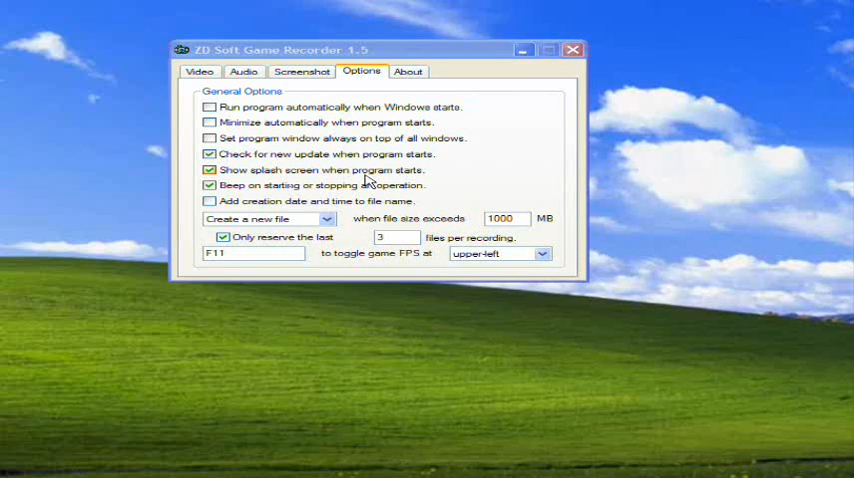 ZD Soft Game Recorder 1.5
Video Audio Screenshot Options About
General Options
Run program automatically when Windows starts.
Minimize automatically when program starts.
Set program window always on top of all windows.
Check for new update when program starts.
Show splash screen when program starts.
Beep on starting or stopping an operation.
Add creation date and time to file name.
Create a new file when file size exceeds 1000 MB
Only reserve the last 3 files per recording.
F11 to toggle game FPS at upper-left